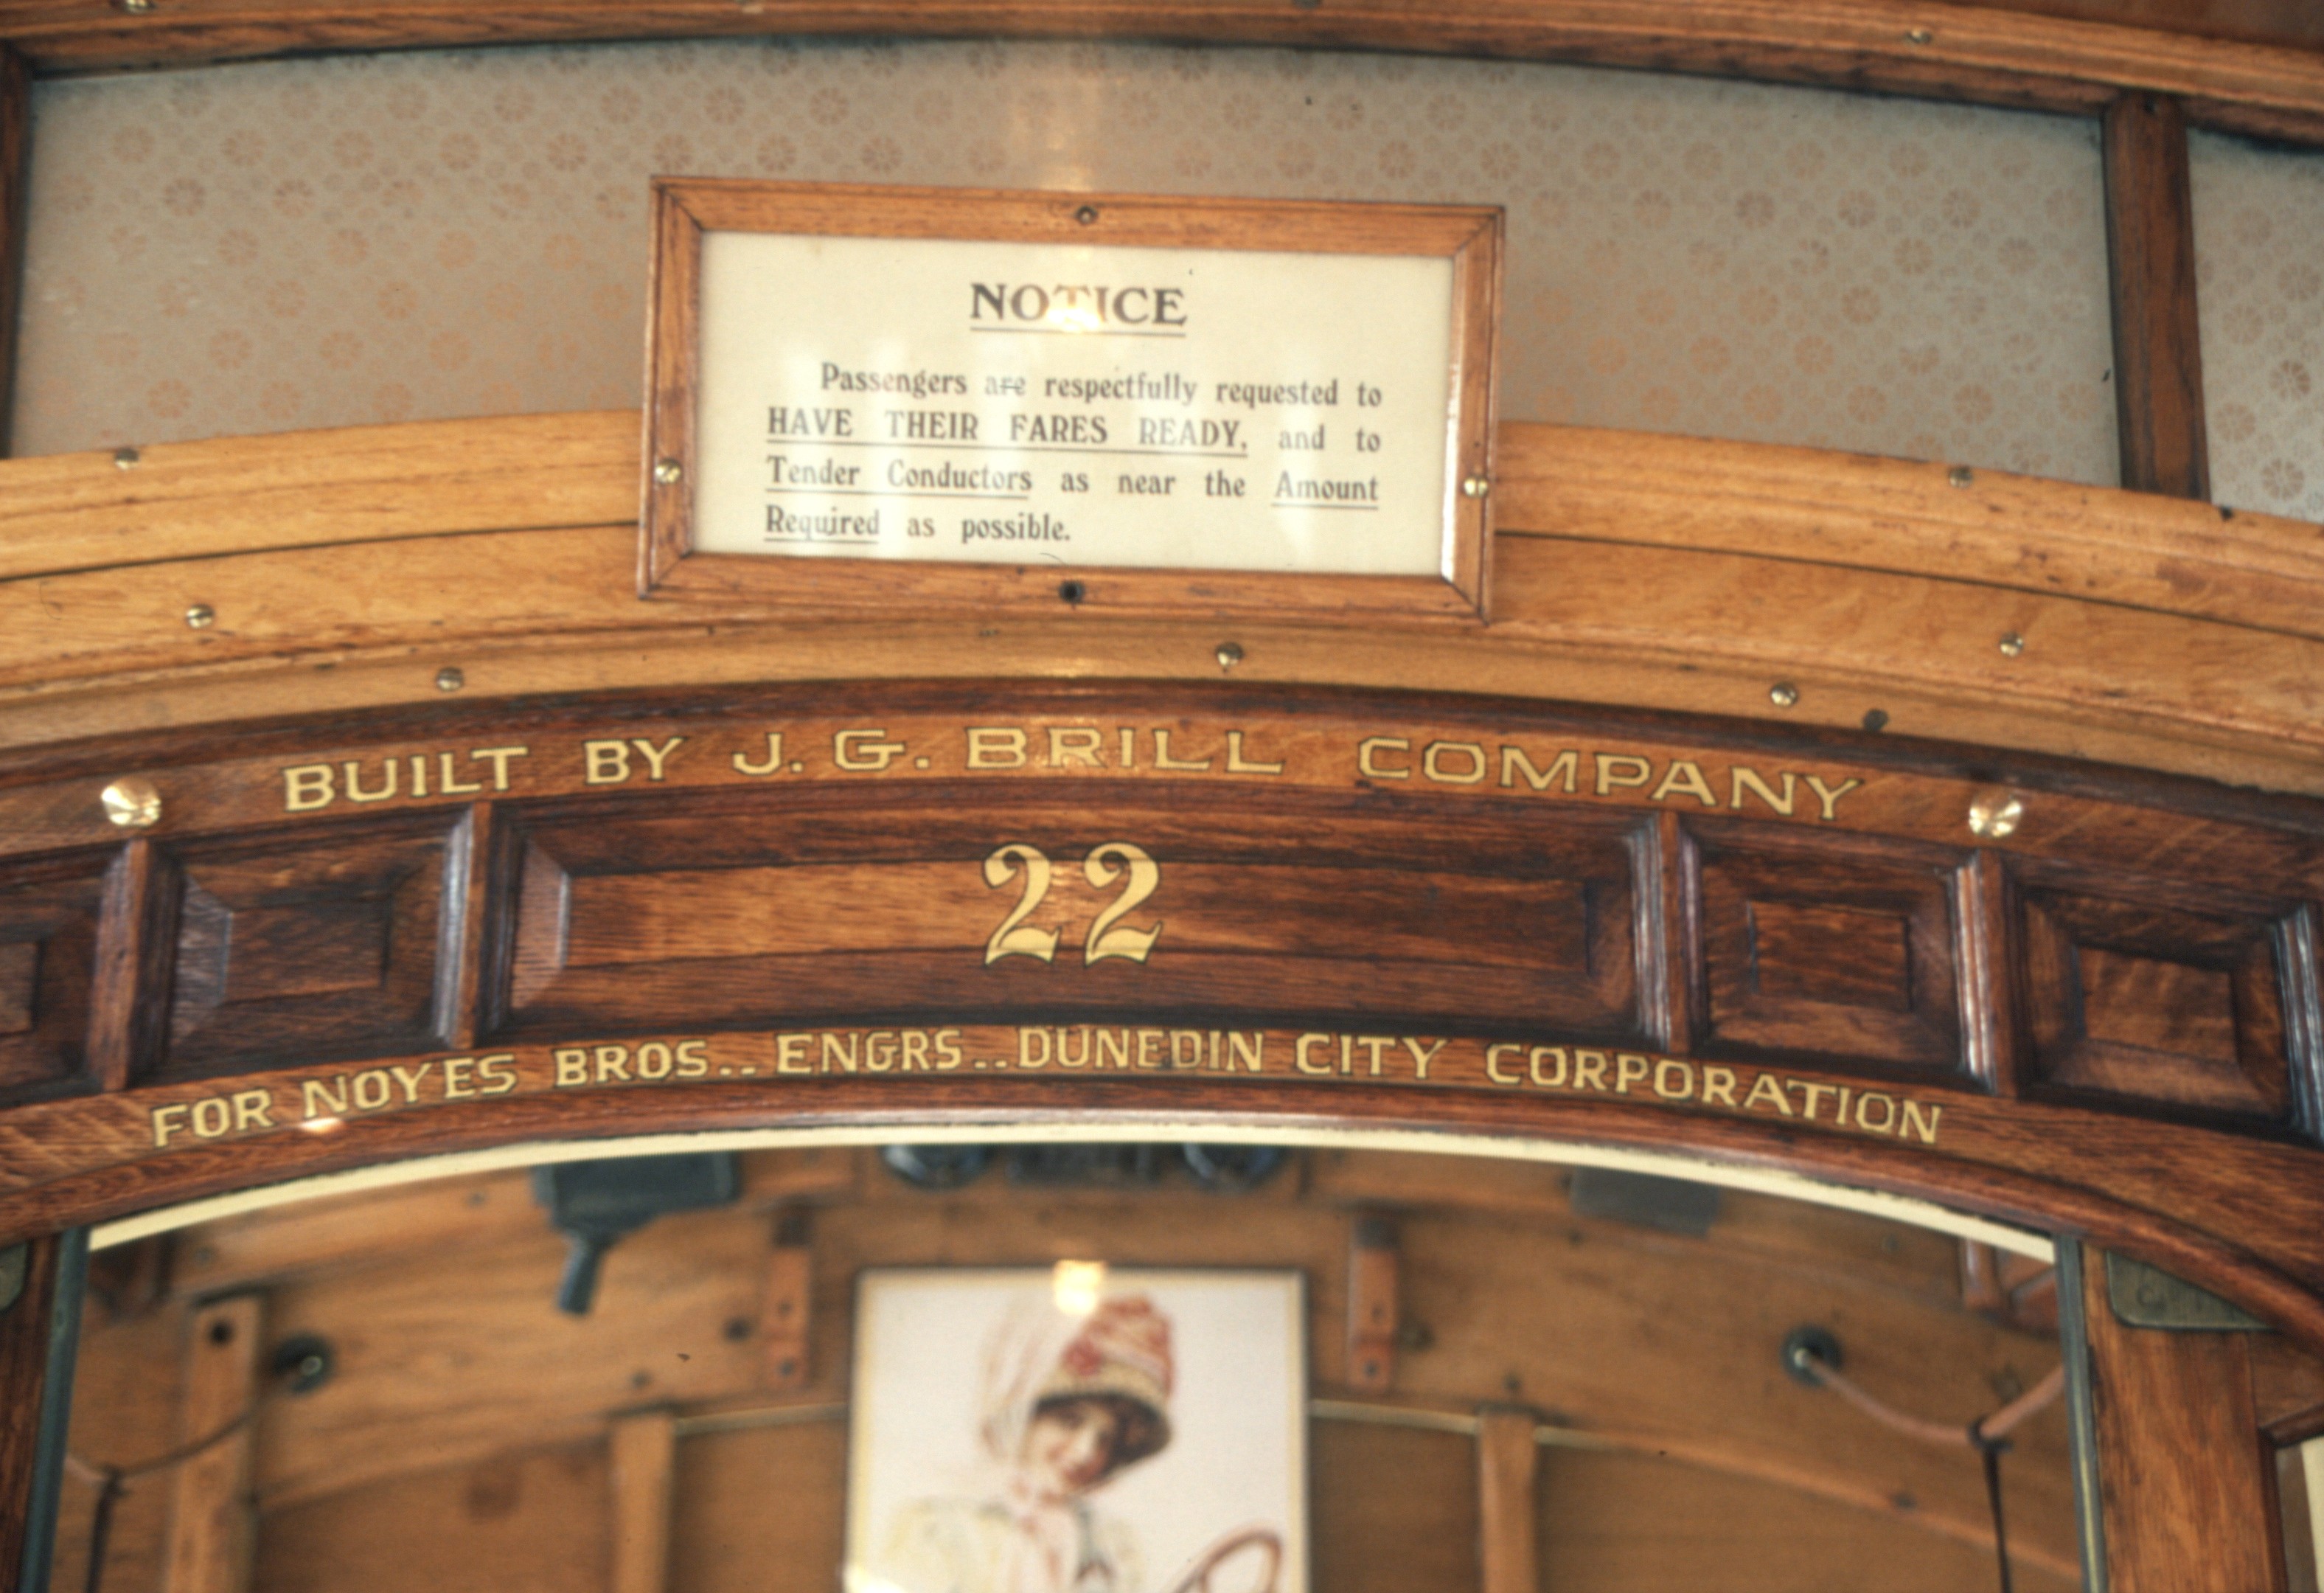 NOTICE
Passengers are respectfully requested to
HAVE THEIR FARES READY, and to
Tender Conductors as near the Amount
Required as possible.
BUILT BY J. G. BRILL COMPANY
22
FOR NOYES BROS.. ENGRS..DUNEDIN CITY CORPORATION